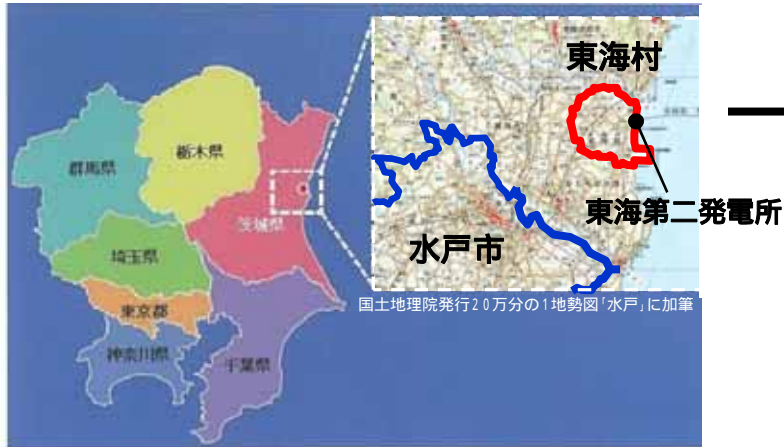 東海村
群馬県
栃木県
茨城県
東海第二発電所
水戸市
埼玉県
国土地理院発行20万分の1地勢図「水戸」に加筆
東京都
神奈川県
千葉県